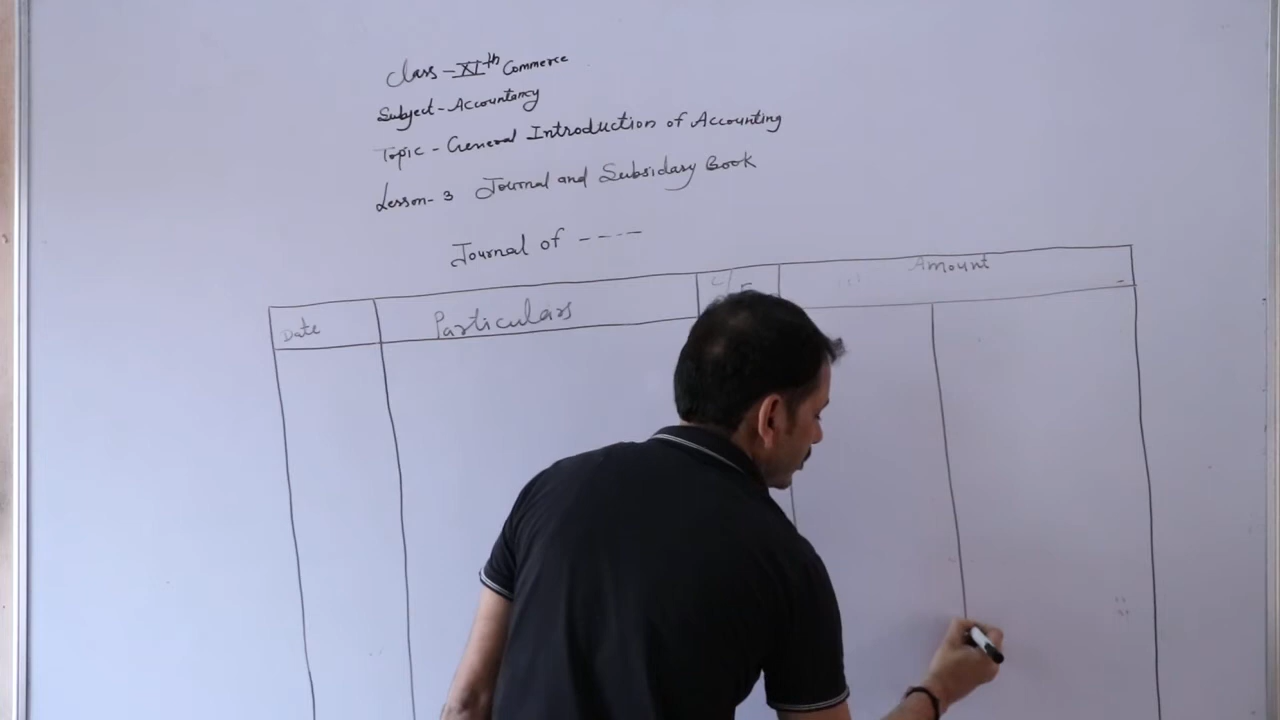 Class - XIth Commerce
Subject - Accountancy
Topic - General Introduction of Accounting
Lesson - 3 Journal and Subsidary Book
Journal of ----
Date Particulars Amount